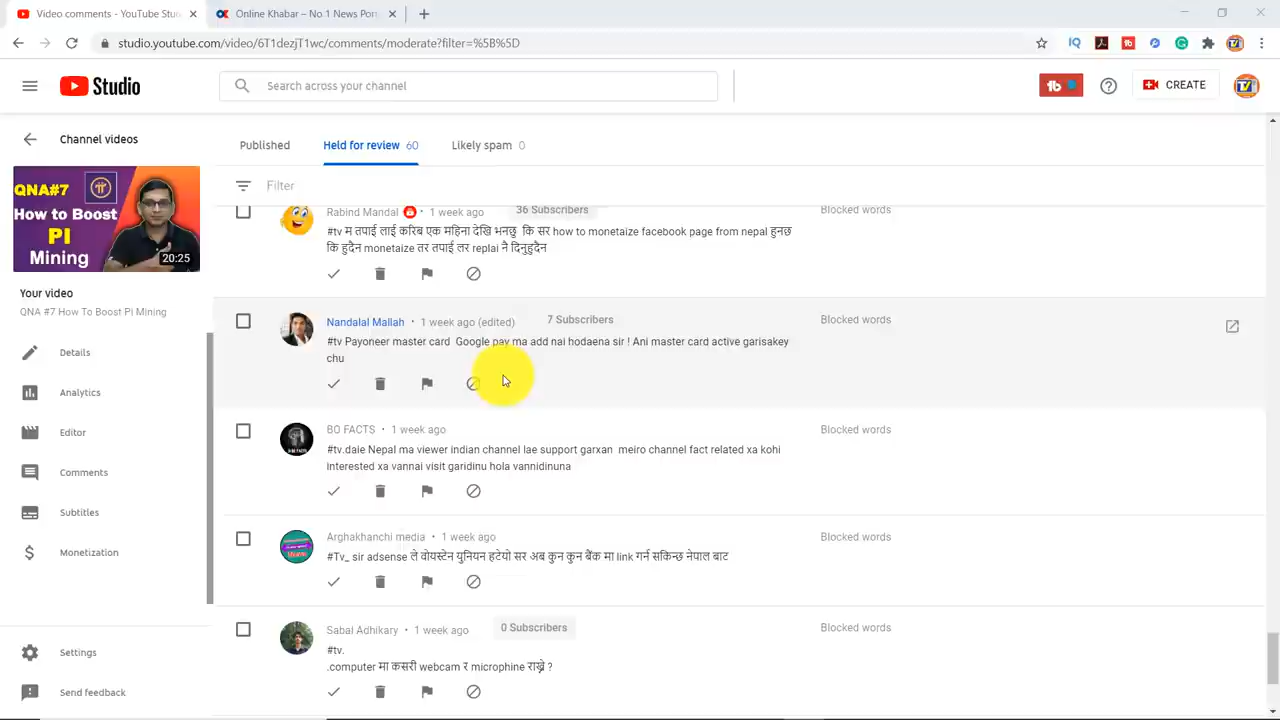 Video comments - YouTube Stu
Online Khabar – No 1 News Por
studio.youtube.com/video/6T1dezjT1wc/comments/moderate?filter=%5B%5D
Studio
Search across your channel
CREATE
Channel videos
Published
Held for review 60
Likely spam 0
Filter
QNA#7
How to Boost
PI
Mining
20:25
Your video
QNA #7 How To Boost PI Mining
Details
Analytics
Editor
Comments
Subtitles
Monetization
Settings
Send feedback
Rabind Mandal • 1 week ago 36 Subscribers Blocked words
#tv म तपाई लाई करिब एक महिना देखि भनछु कि सर how to monetaize facebook page from nepal हुनछ
कि हुदैन monetaize तर तपाई लर replai नै दिनुहुदैन
Nandalal Mallah • 1 week ago (edited) 7 Subscribers Blocked words
#tv Payoneer master card Google pay ma add nai hodaena sir ! Ani master card active garisakey
chu
BO FACTS • 1 week ago Blocked words
#tv.daie Nepal ma viewer indian channel lae support garxan meiro channel fact related xa kohi
interested xa vannai visit garidinu hola vannidinuna
Arghakhanchi media • 1 week ago Blocked words
#Tv_ sir adsense ले वोयस्टेन युनियन हटेयो सर अब कुन कुन बैंक मा link गर्न सकिन्छ नेपाल बाट
Sabal Adhikary • 1 week ago 0 Subscribers Blocked words
#tv.
.computer मा कसरी webcam र microphine राख्ने ?